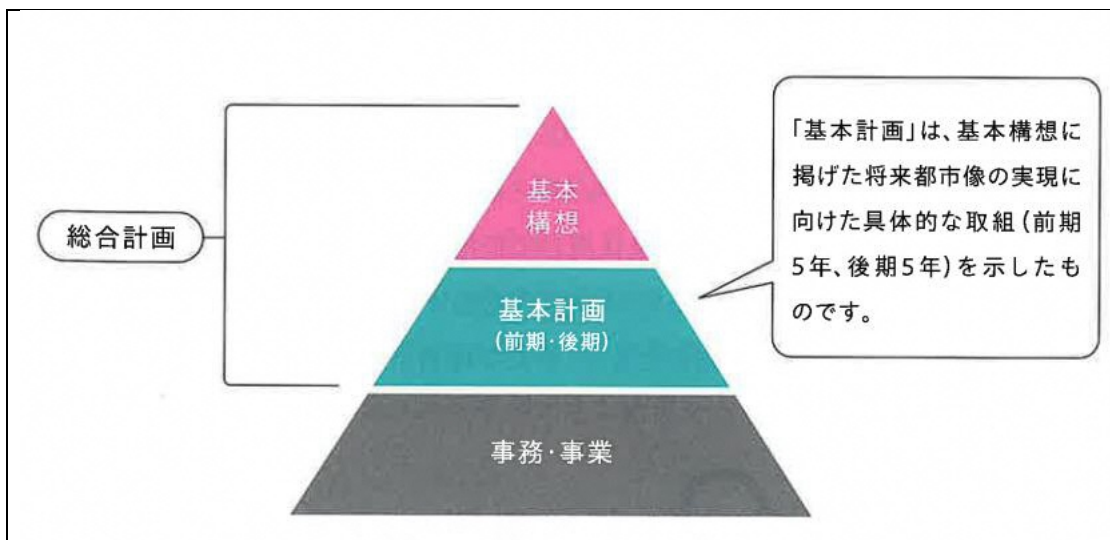 総合計画
基本
構想
基本計画
(前期・後期)
事務・事業
「基本計画」は、基本構想に
掲げた将来都市像の実現に
向けた具体的な取組(前期
5年、後期5年)を示したも
のです。